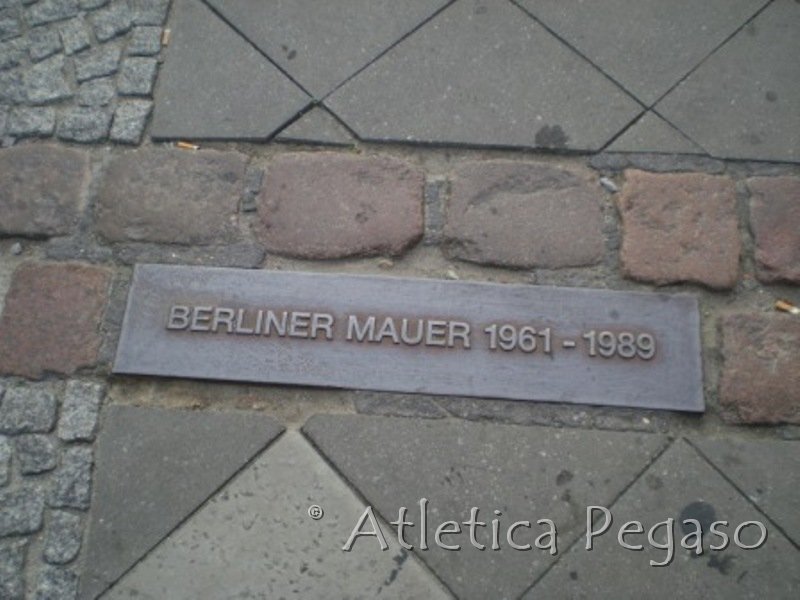 BERLINER MAUER 1961 - 1989
© Atletica Pegaso